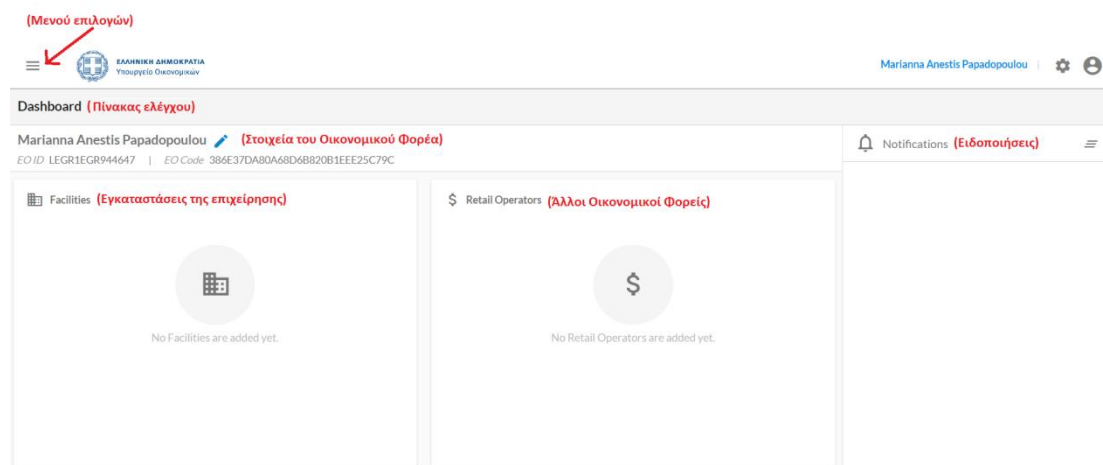 (Μενού επιλογών)
ΕΛΛΗΝΙΚΗ ΔΗΜΟΚΡΑΤΙΑ
Υπουργείο Οικονομικών
Marianna Anestis Papadopoulou |
Dashboard (Πίνακας ελέγχου)
Marianna Anestis Papadopoulou (Στοιχεία του Οικονομικού Φορέα)
EO ID LEGR1EGR944647 | EO Code 386E37DA80A68D6B820B1EEE25C79C
Notifications (Ειδοποιήσεις)
Facilities (Εγκαταστάσεις της επιχείρησης)
No Facilities are added yet.
$ Retail Operators (Άλλοι Οικονομικοί Φορείς)
$
No Retail Operators are added yet.